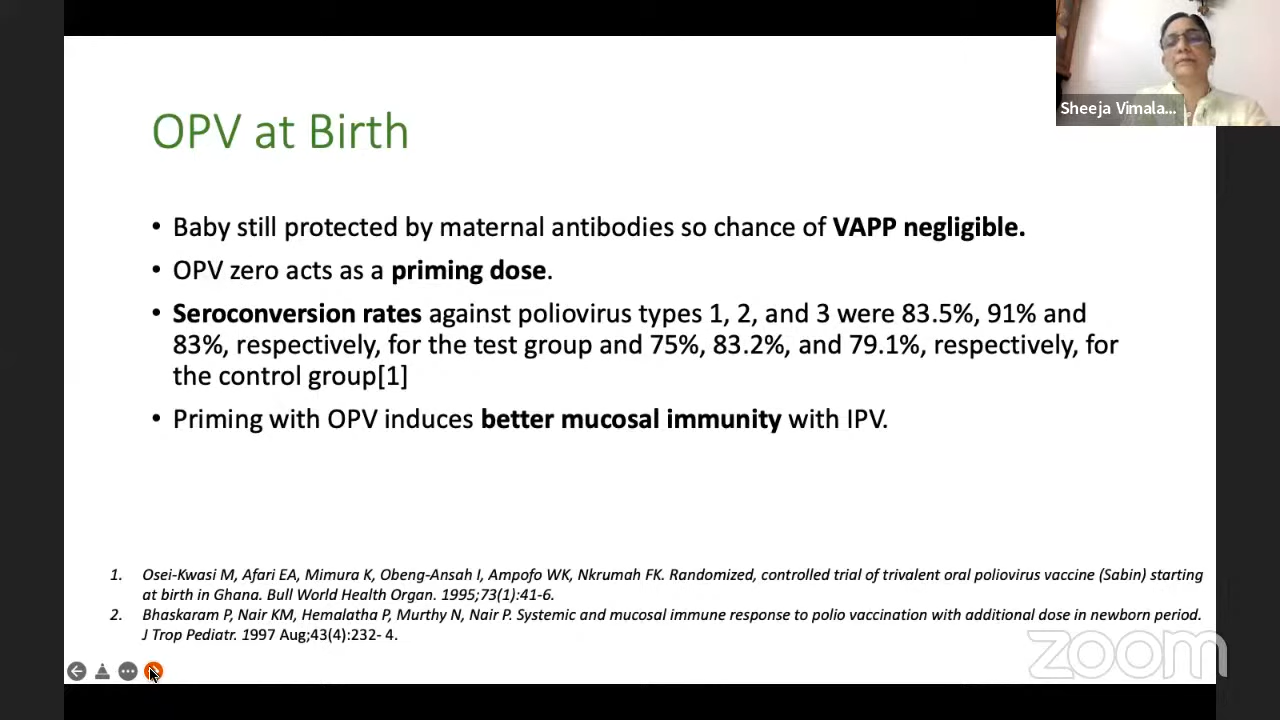 Sheeja Vimala...
OPV at Birth
• Baby still protected by maternal antibodies so chance of VAPP negligible.
• OPV zero acts as a priming dose.
• Seroconversion rates against poliovirus types 1, 2, and 3 were 83.5%, 91% and
83%, respectively, for the test group and 75%, 83.2%, and 79.1%, respectively, for
the control group[1]
• Priming with OPV induces better mucosal immunity with IPV.
1. Osei-Kwasi M, Afari EA, Mimura K, Obeng-Ansah I, Ampofo WK, Nkrumah FK. Randomized, controlled trial of trivalent oral poliovirus vaccine (Sabin) starting
at birth in Ghana. Bull World Health Organ. 1995;73(1):41-6.
2. Bhaskaram P, Nair KM, Hemalatha P, Murthy N, Nair P. Systemic and mucosal immune response to polio vaccination with additional dose in newborn period.
J Trop Pediatr. 1997 Aug;43(4):232- 4.
zoom